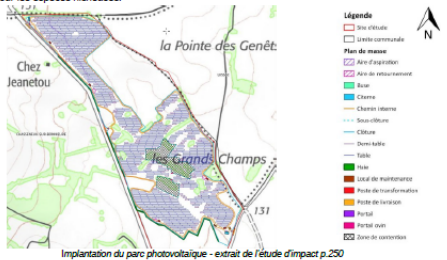 la Pointe des Genêts
Chez
Jeanetou
les Grands Champs
131
Légende
Site d'étude
Limite communale
Plan de masse
Aire d'aspiration
Aire de retournement
Base
Citerne
Chemin interne
Sous-clôture
Clôture
Demi-table
Table
Haie
Local de maintenance
Poste de transformation
Poste de livraison
Portail
Portail ovin
Zone de contention
N
Implantation du parc photovoltaïque - extrait de l'étude d'impact p.250